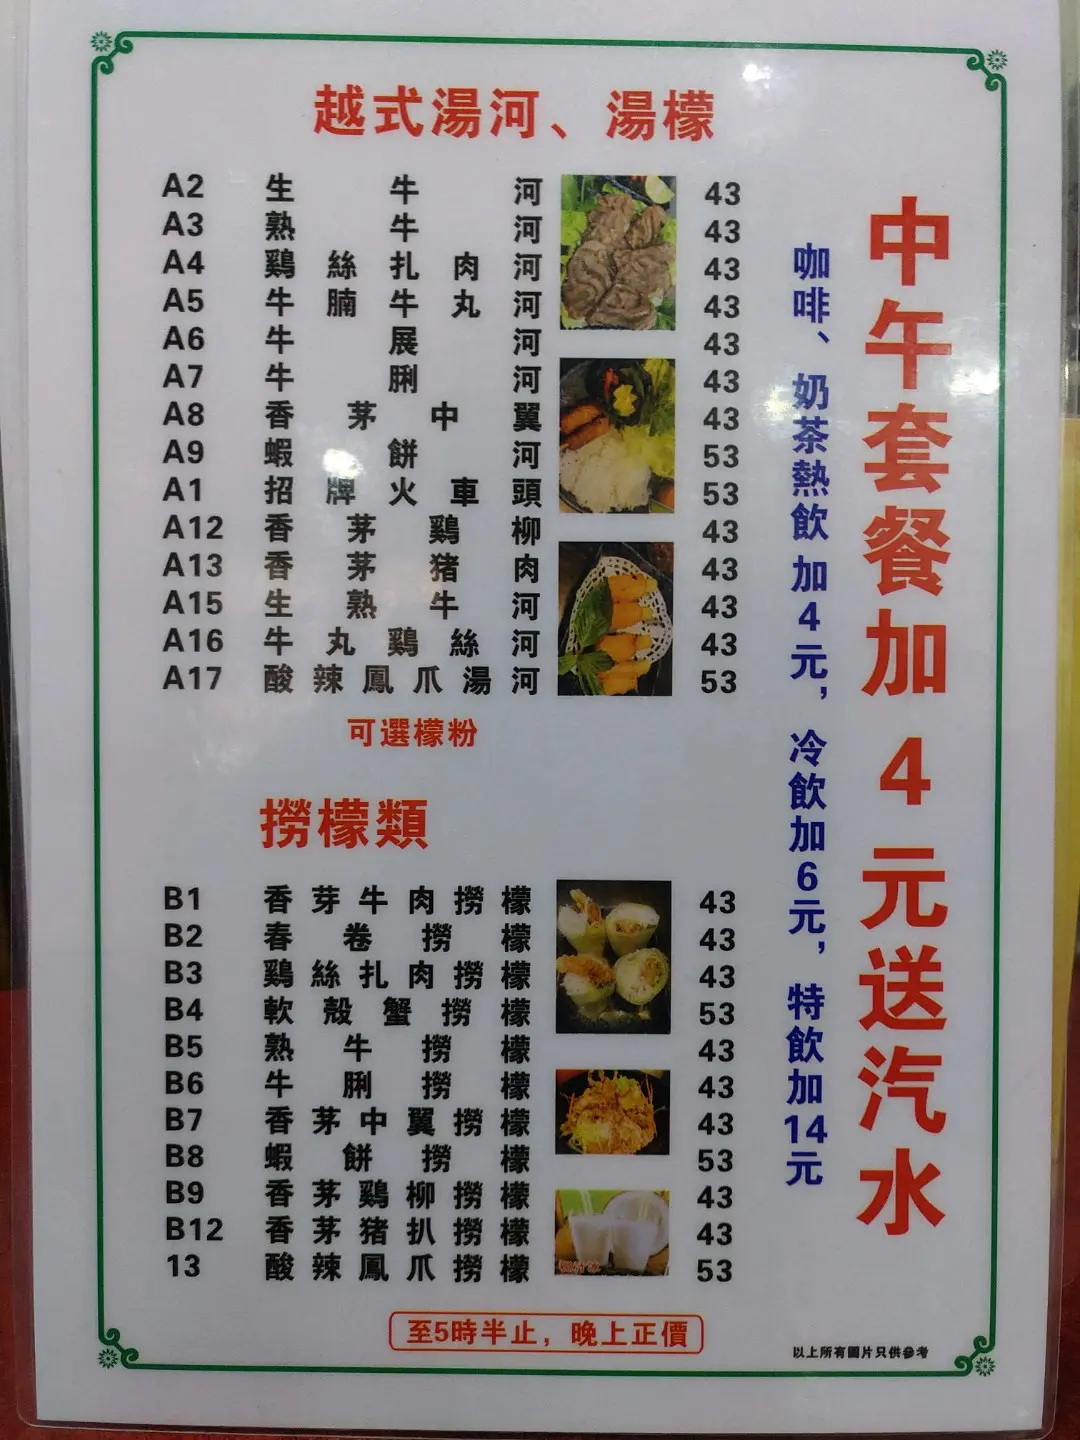 越式湯河、湯檬
A2 生牛河 43
A3 熟牛河 43
A4 鷄絲扎肉河 43
A5 牛腩牛丸河 43
A6 牛展河 43
A7 牛脷河 43
A8 香茅中翼 43
A9 蝦餅河 53
A1 招牌火車頭 53
A12 香茅鷄柳 43
A13 香茅猪肉 43
A15 生熟牛河 43
A16 牛丸鷄絲河 43
A17 酸辣鳳爪湯河 53
可選檬粉
撈檬類
B1 香芽牛肉撈檬 43
B2 春卷撈檬 43
B3 鷄絲扎肉撈檬 43
B4 軟殼蟹撈檬 53
B5 熟牛撈檬 43
B6 牛脷撈檬 43
B7 香茅中翼撈檬 43
B8 蝦餅撈檬 53
B9 香茅鷄柳撈檬 43
B12 香茅猪扒撈檬 43
13 酸辣鳳爪撈檬 53
至5時半止，晚上正價
中午套餐加4元送汽水
咖啡、奶茶熱飲加4元，冷飲加6元，特飲加14元
以上所有圖片只供參考